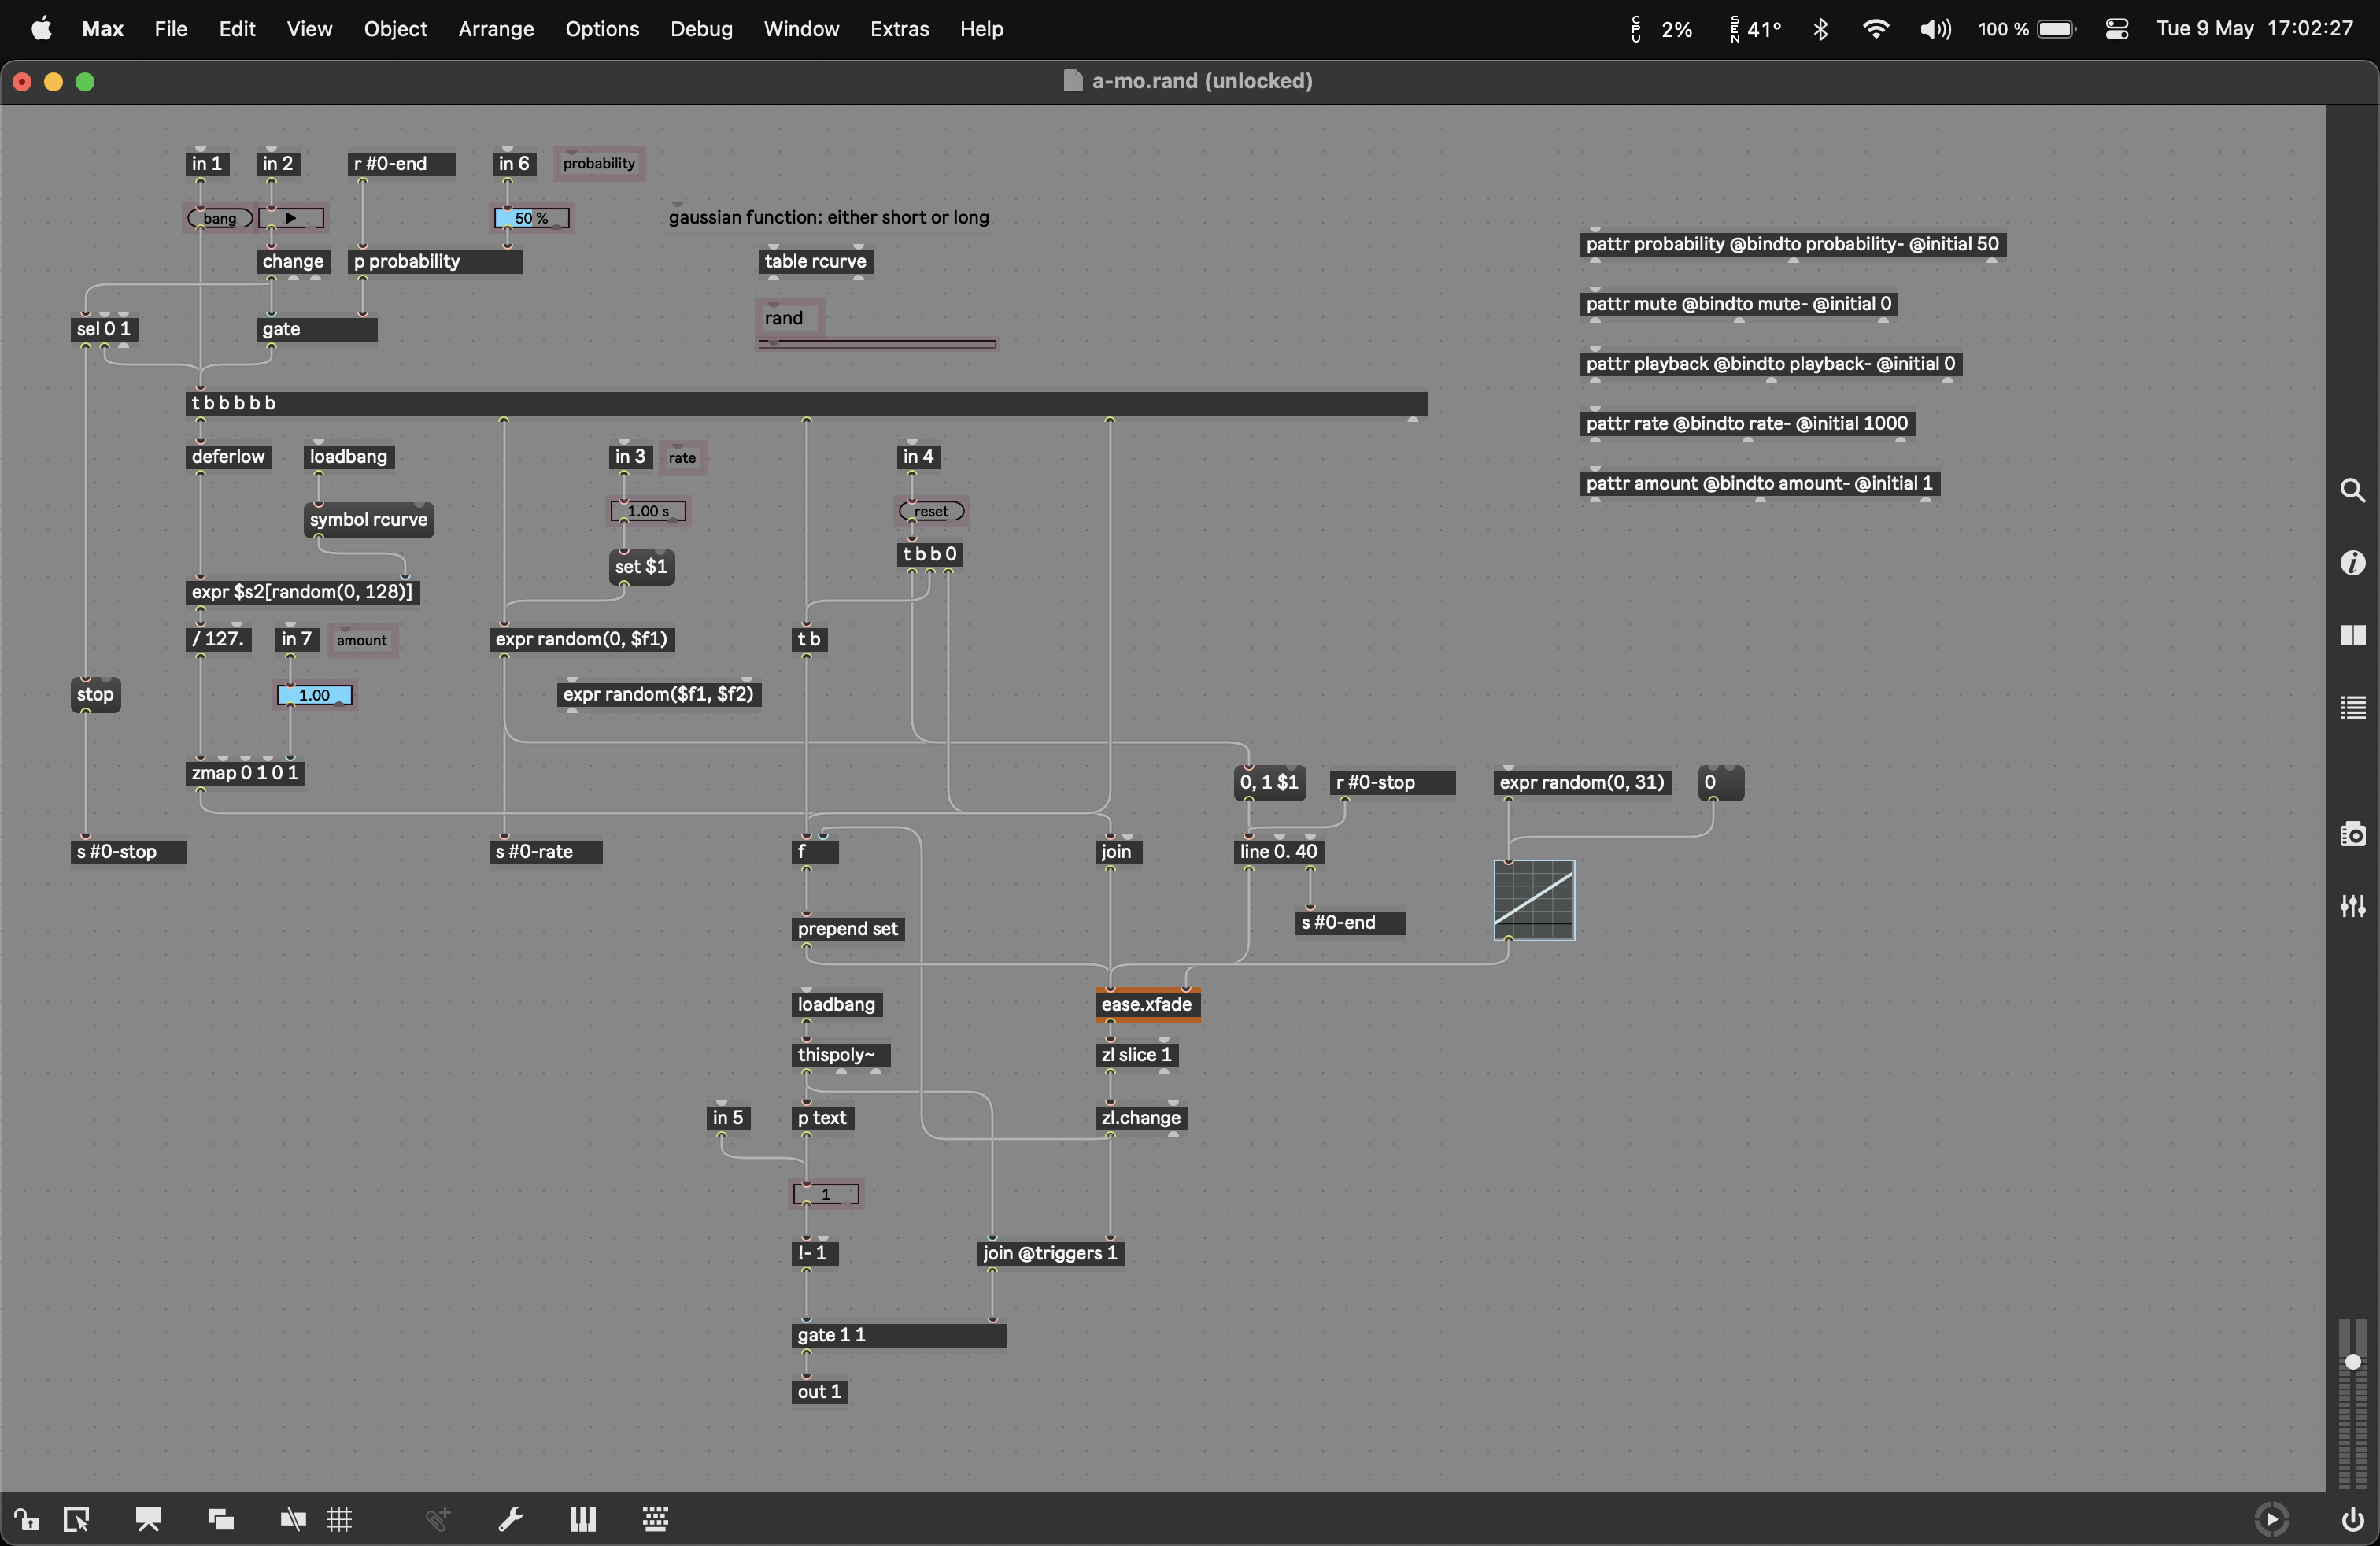 Max File Edit View Object Arrange Options Debug Window Extras Help CPU 2% SEN 41° 100 % Tue 9 May 17:02:27
a-mo.rand (unlocked)
in 1 in 2 r #0-end in 6 probability
bang 50 % gaussian function: either short or long
change p probability table rcurve
pattr probability @bindto probability- @initial 50
pattr mute @bindto mute- @initial 0
pattr playback @bindto playback- @initial 0
pattr rate @bindto rate- @initial 1000
pattr amount @bindto amount- @initial 1
sel 0 1 gate rand
t b b b b b
deferlow loadbang in 3 rate in 4
symbol rcurve 1.00 s reset
set $1 t b b 0
expr $s2[random(0, 128)]
/ 127. in 7 amount expr random(0, $f1) t b
stop 1.00 expr random($f1, $f2)
zmap 0 1 0 1 0, 1 $1 r #0-stop expr random(0, 31) 0
s #0-stop s #0-rate f join line 0. 40
prepend set s #0-end
loadbang ease.xfade
thispoly~ zl slice 1
in 5 p text zl.change
1
!- 1 join @triggers 1
gate 1 1
out 1